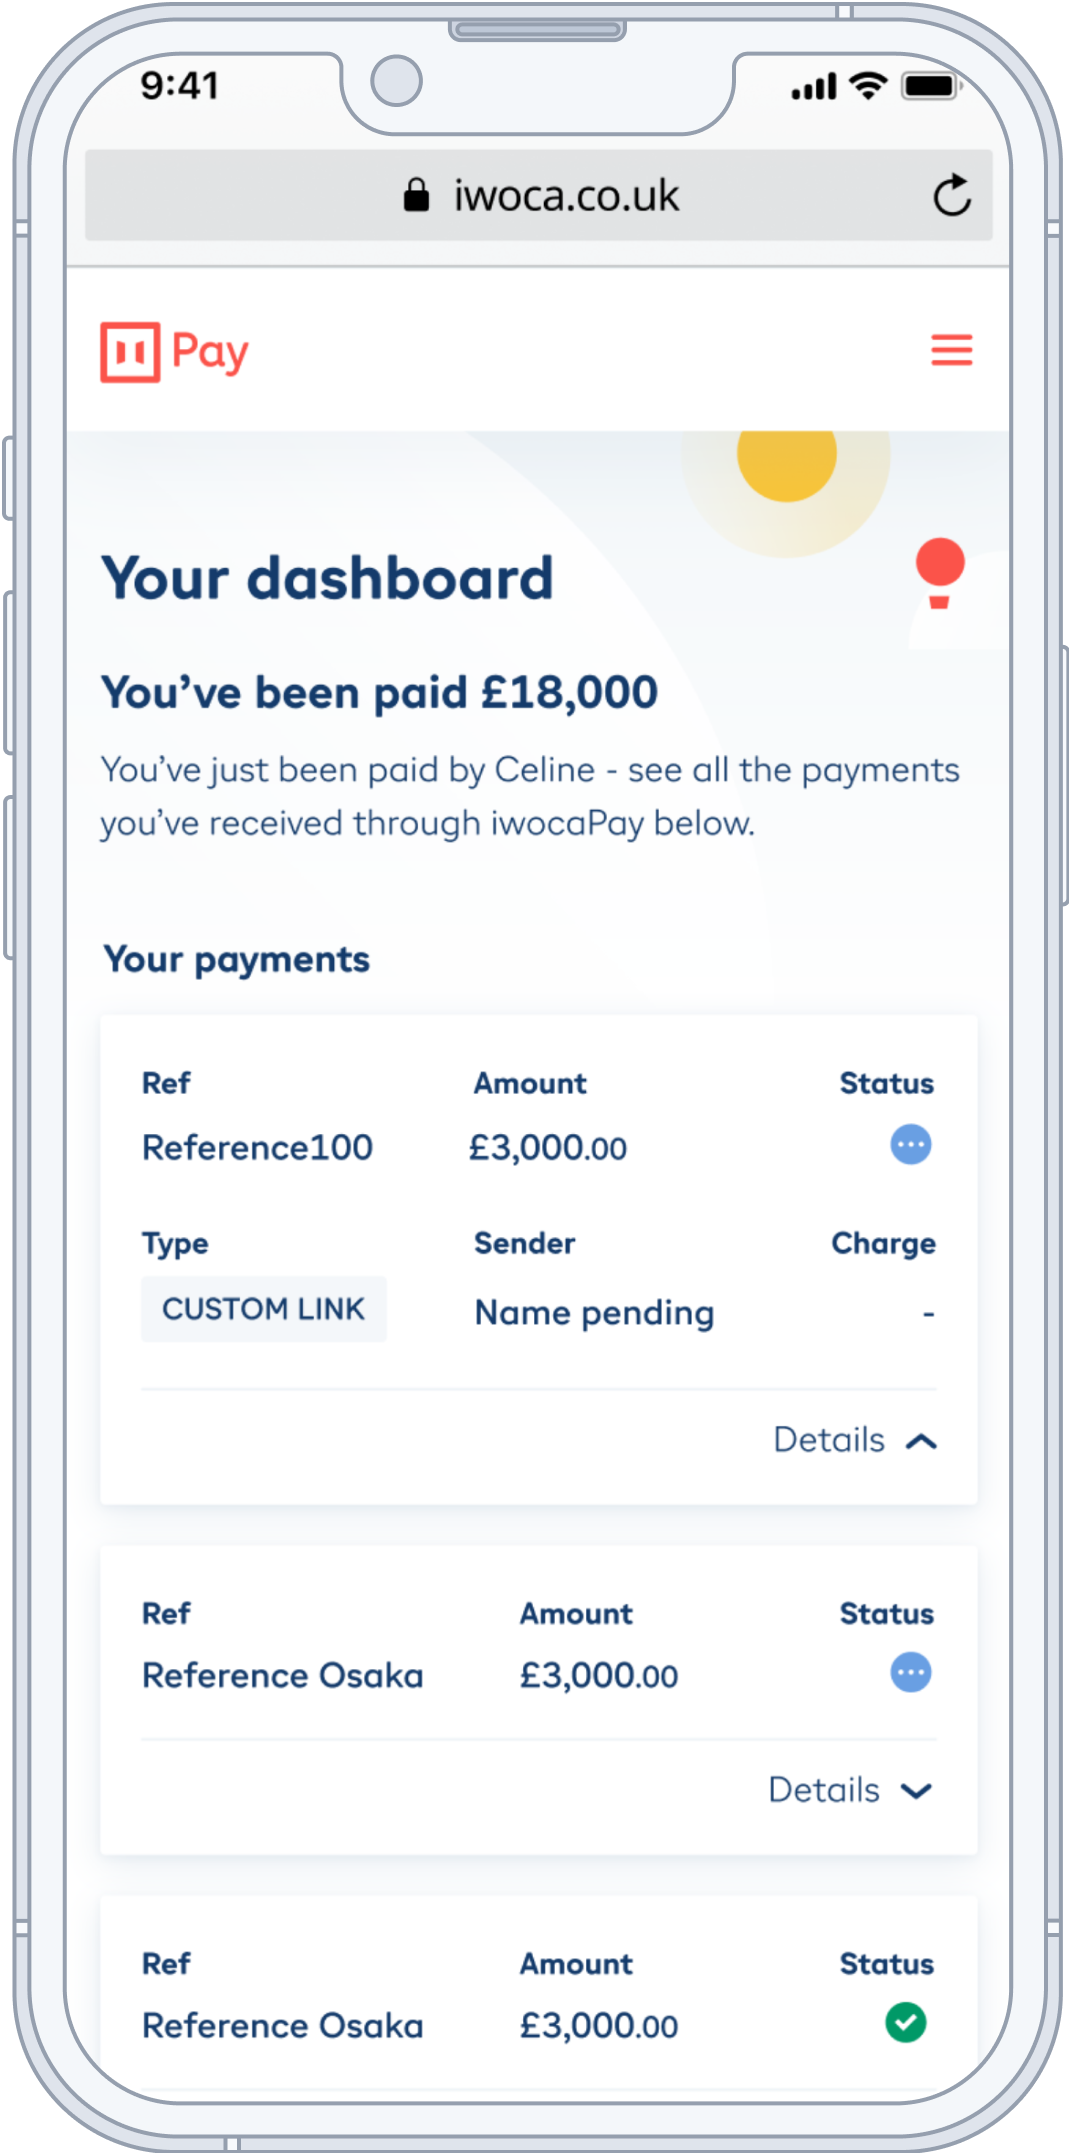 9:41
iwoca.co.uk
Pay
Your dashboard
You’ve been paid £18,000
You’ve just been paid by Celine - see all the payments
you’ve received through iwocaPay below.
Your payments
Ref Amount Status
Reference100 £3,000.00
Type Sender Charge
CUSTOM LINK Name pending -
Details
Ref Amount Status
Reference Osaka £3,000.00
Details
Ref Amount Status
Reference Osaka £3,000.00